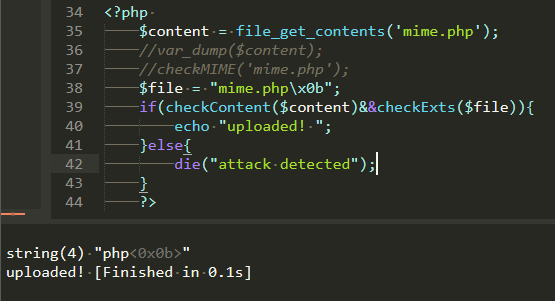 34 <?php
35 $content = file_get_contents('mime.php');
36 //var_dump($content);
37 //checkMIME('mime.php');
38 $file = "mime.php\x0b";
39 if(checkContent($content)&&checkExts($file)){
40 echo "uploaded! ";
41 }else{
42 die("attack detected");
43 }
44 ?>
string(4) "php<0x0b>"
uploaded! [Finished in 0.1s]